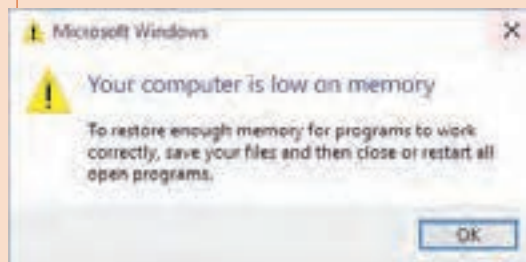 Microsoft Windows
Your computer is low on memory
To restore enough memory for programs to work
correctly, save your files and then close or restart all
open programs.
OK